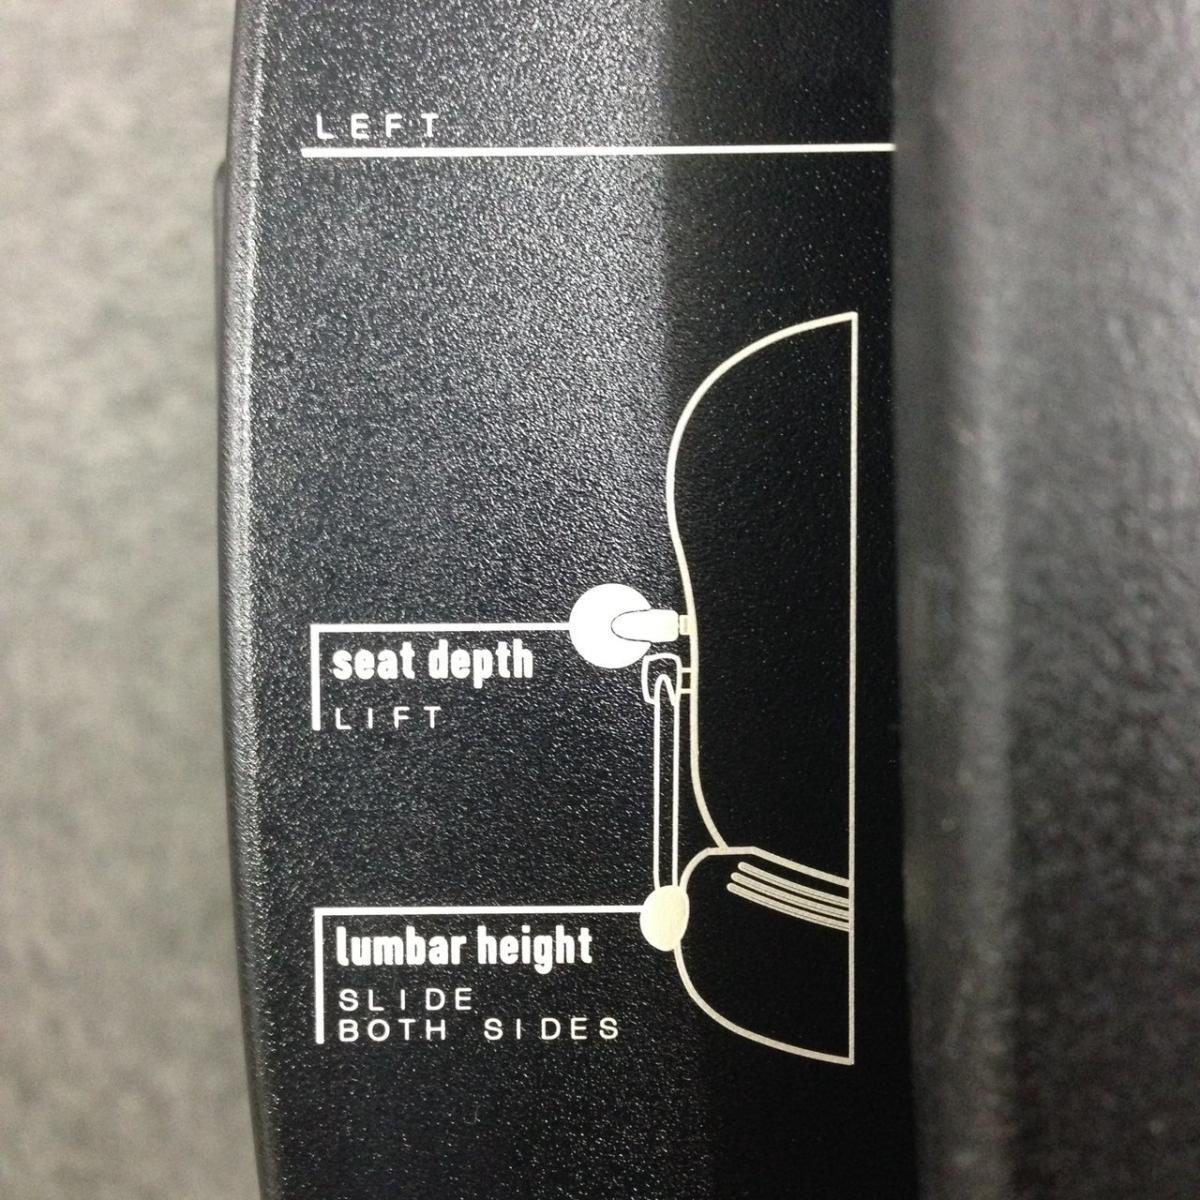 LEFT
seat depth
LIFT
lumbar height
SLIDE
BOTH SIDES